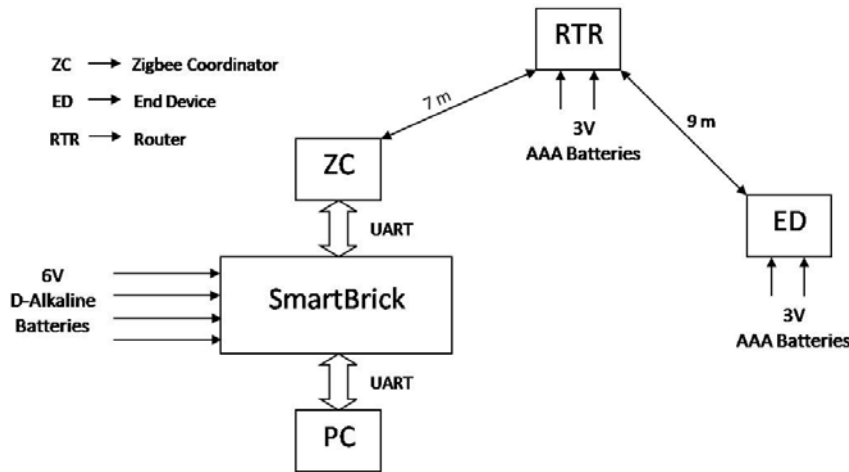 RTR
ZC → Zigbee Coordinator
ED → End Device
RTR → Router
7 m
3V
AAA Batteries
9 m
ZC
UART
ED
6V
D-Alkaline
Batteries
SmartBrick
3V
AAA Batteries
UART
PC